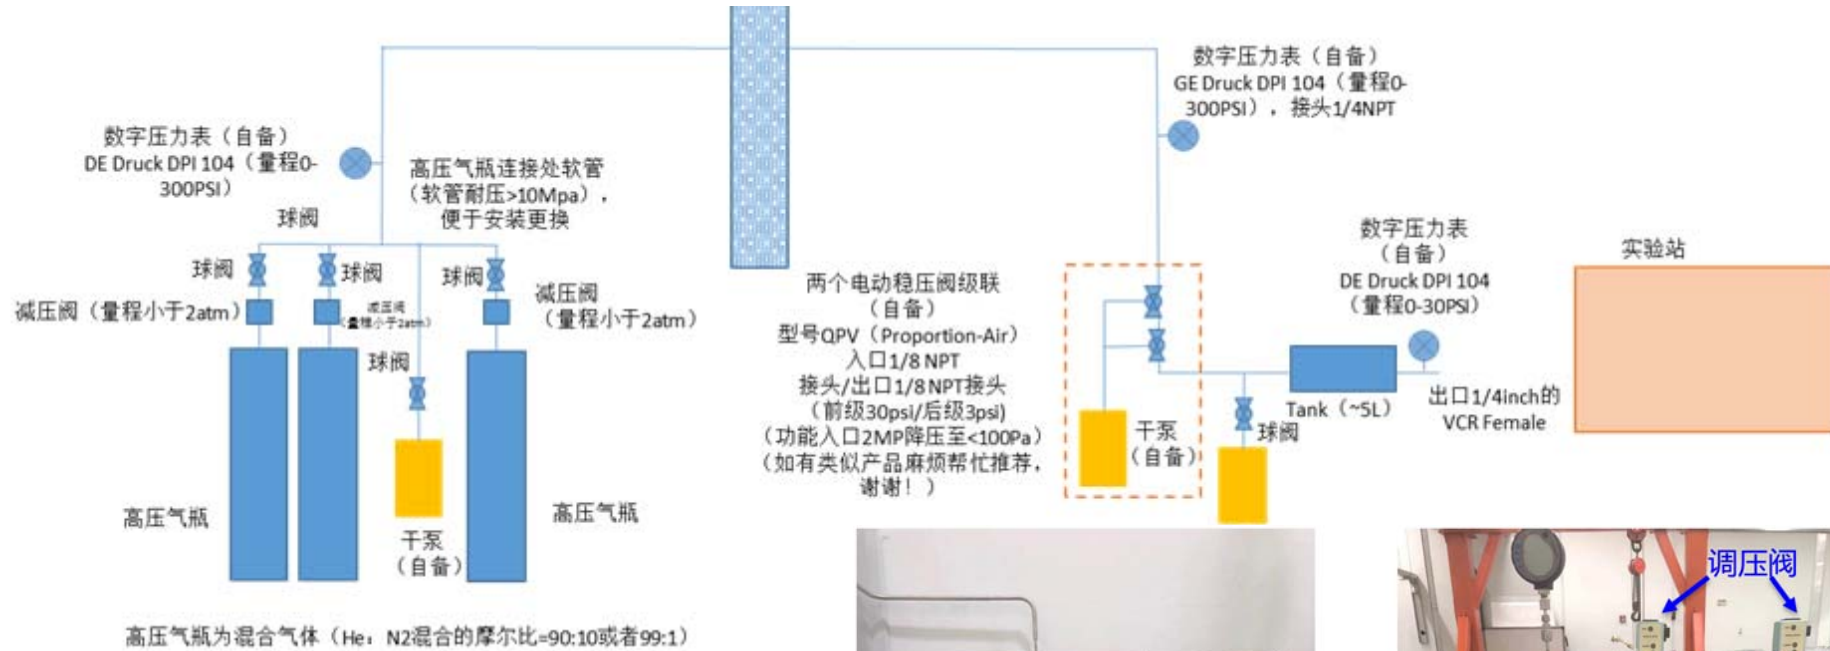 数字压力表（自备）
GE Druck DPI 104（量程0-
300PSI），接头1/4NPT
数字压力表（自备）
DE Druck DPI 104（量程0-
300PSI）
高压气瓶连接处软管
（软管耐压>10Mpa），
便于安装更换
球阀
球阀
球阀
球阀
减压阀（量程小于2atm）
减压阀
（量程小于2atm）
减压阀
（量程小于2atm）
球阀
高压气瓶
高压气瓶
干泵
（自备）
高压气瓶为混合气体（He：N2混合的摩尔比=90:10或者99:1）
两个电动稳压阀级联
（自备）
型号QPV（Proportion-Air）
入口1/8 NPT
接头/出口1/8 NPT接头
（前级30psi/后级3psi)
（功能入口2MP降压至<100Pa）
（如有类似产品麻烦帮忙推荐，
谢谢！）
干泵
（自备）
球阀
数字压力表
（自备）
DE Druck DPI 104
（量程0-30PSI）
Tank（~5L）
出口1/4inch的
VCR Female
实验站
调压阀